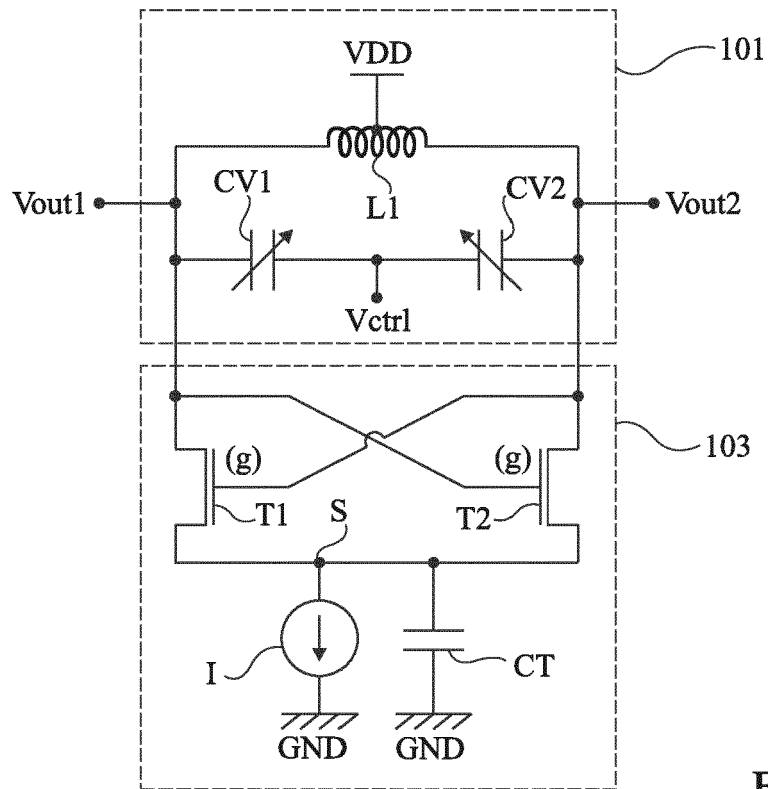 101
VDD
CV1
CV2
Vout1
L1
Vout2
Vctrl
103
(g)
(g)
T1
S
T2
I
CT
GND
GND
F